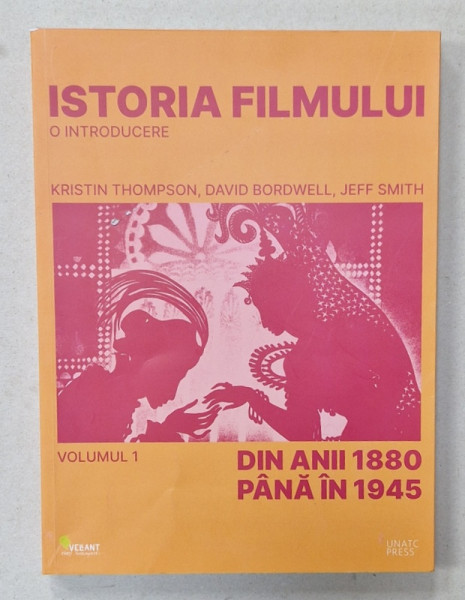 ISTORIA FILMULUI
O INTRODUCERE
KRISTIN THOMPSON, DAVID BORDWELL, JEFF SMITH
VOLUMUL 1
DIN ANII 1880
PÂNĂ ÎN 1945
VEBANT
UNATC
PRESS